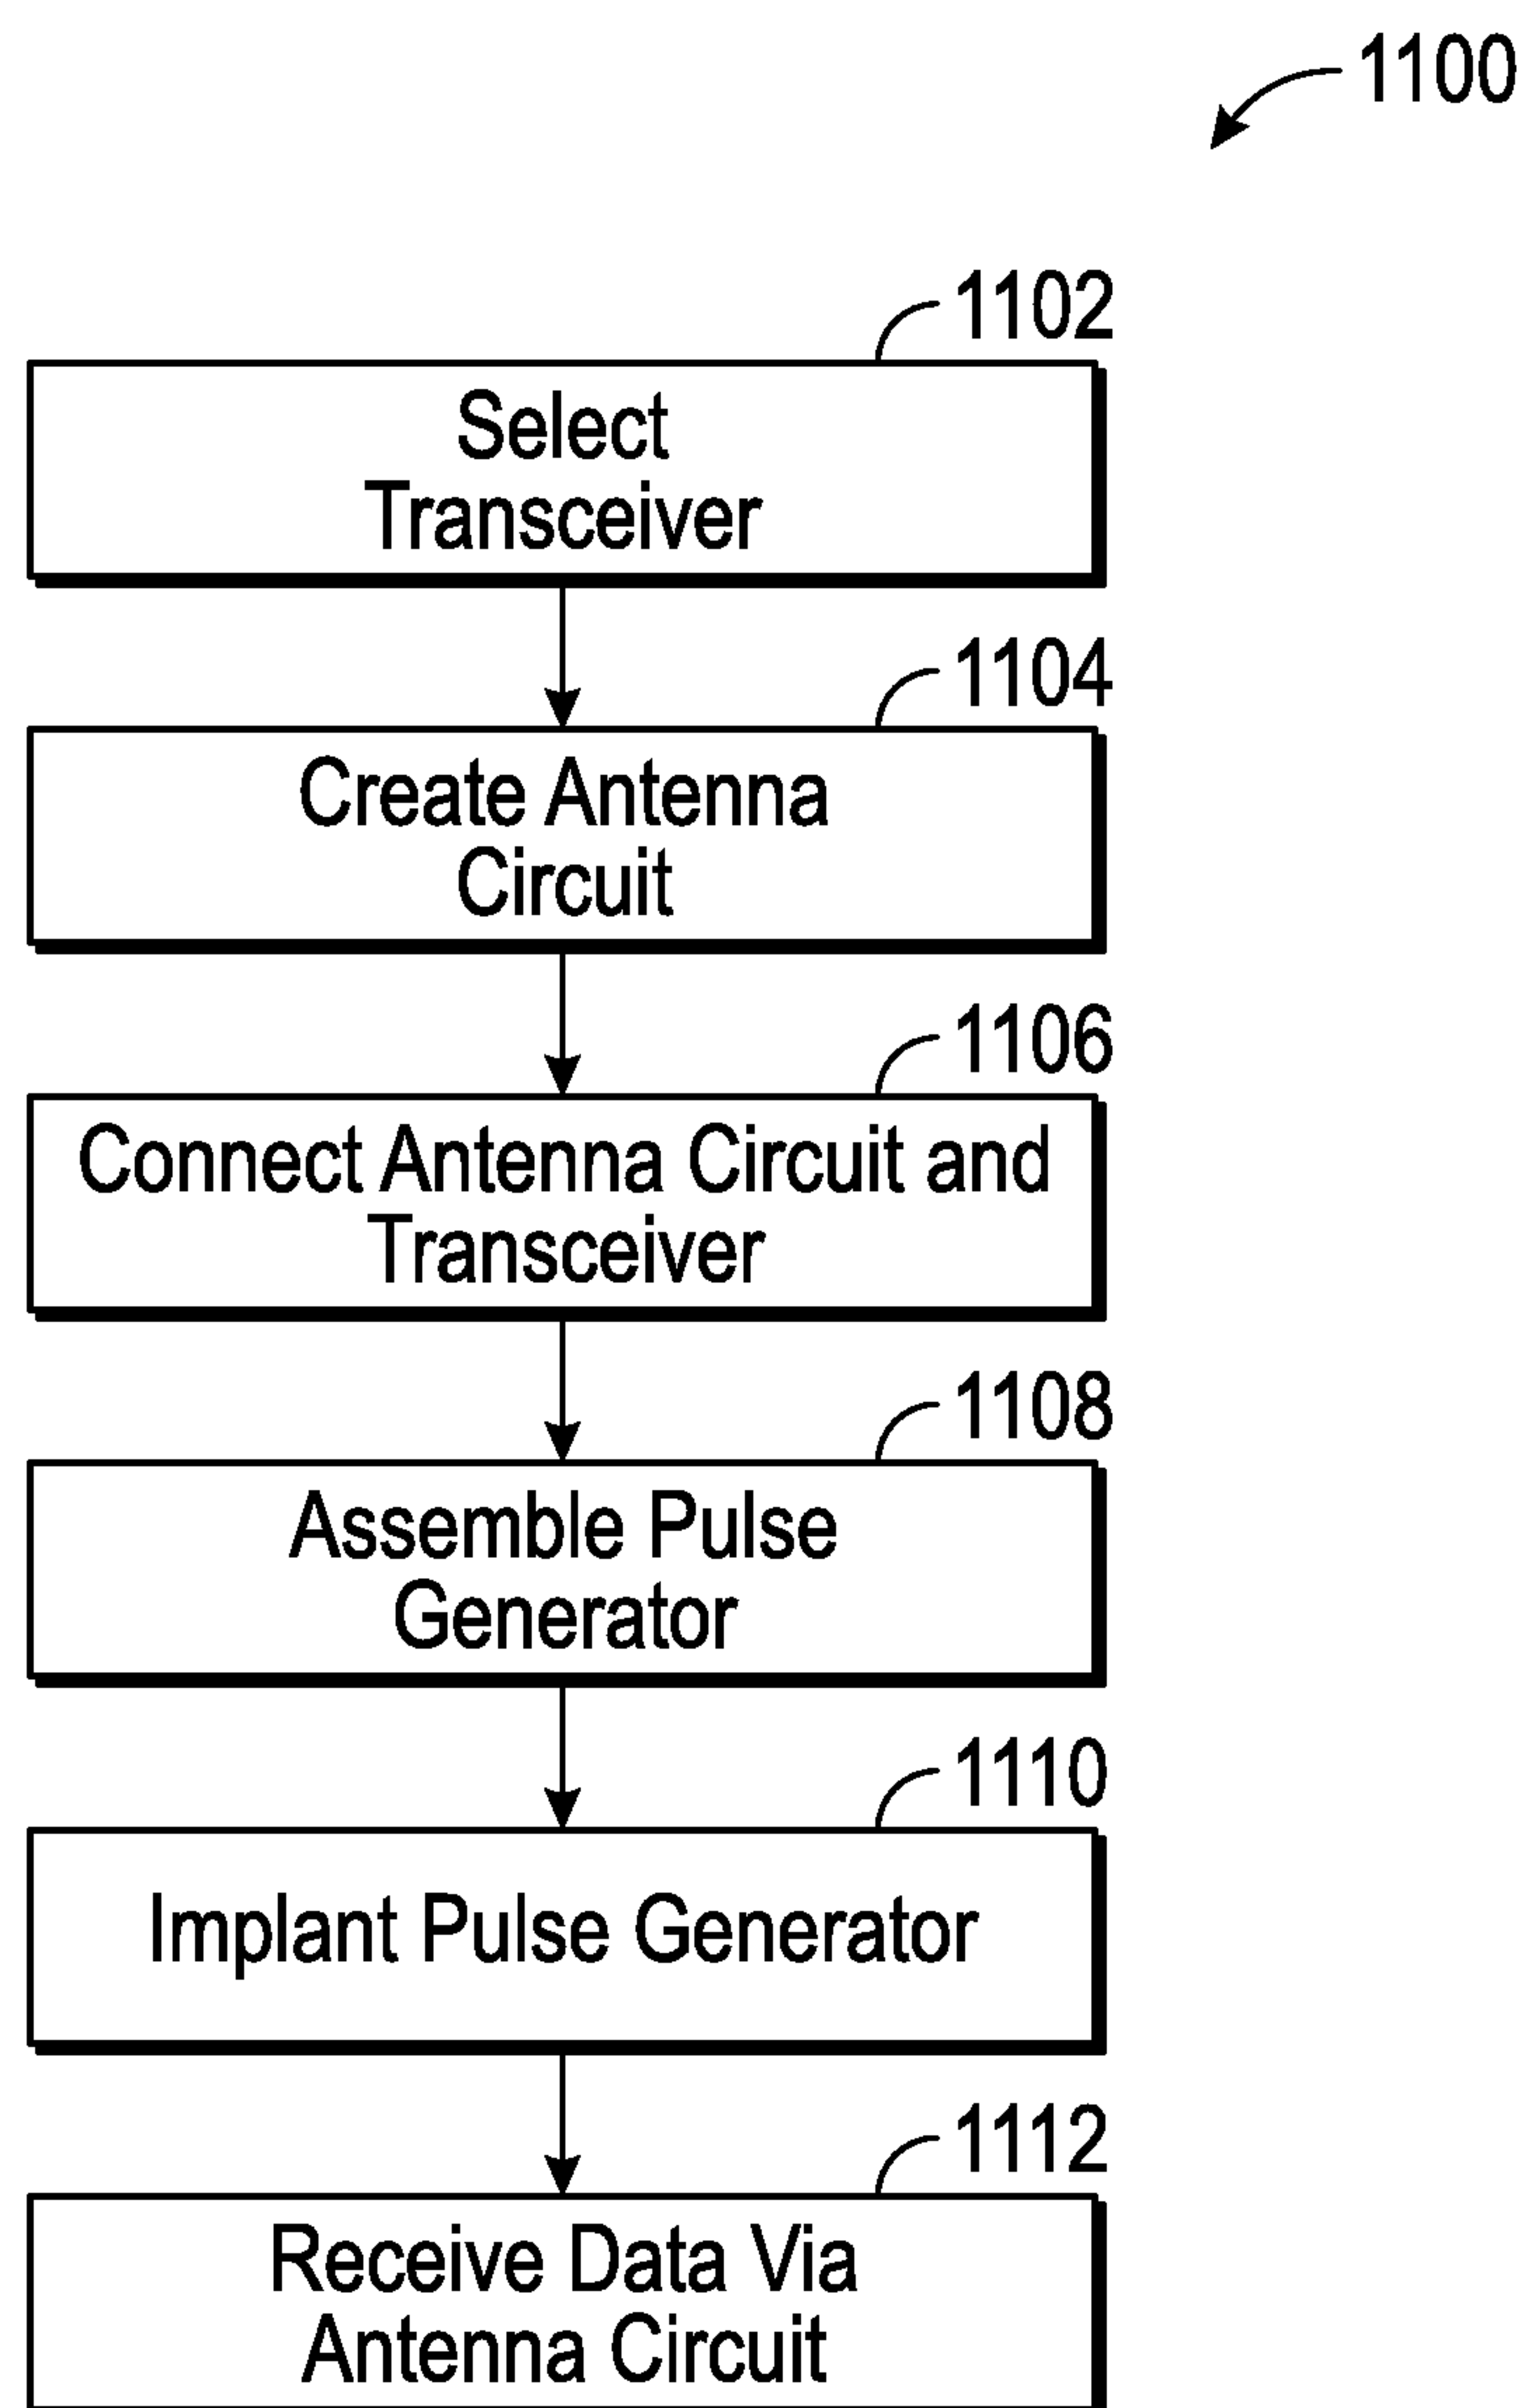 1100
1102
Select
Transceiver
1104
Create Antenna
Circuit
1106
Connect Antenna Circuit and
Transceiver
1108
Assemble Pulse
Generator
1110
Implant Pulse Generator
1112
Receive Data Via
Antenna Circuit